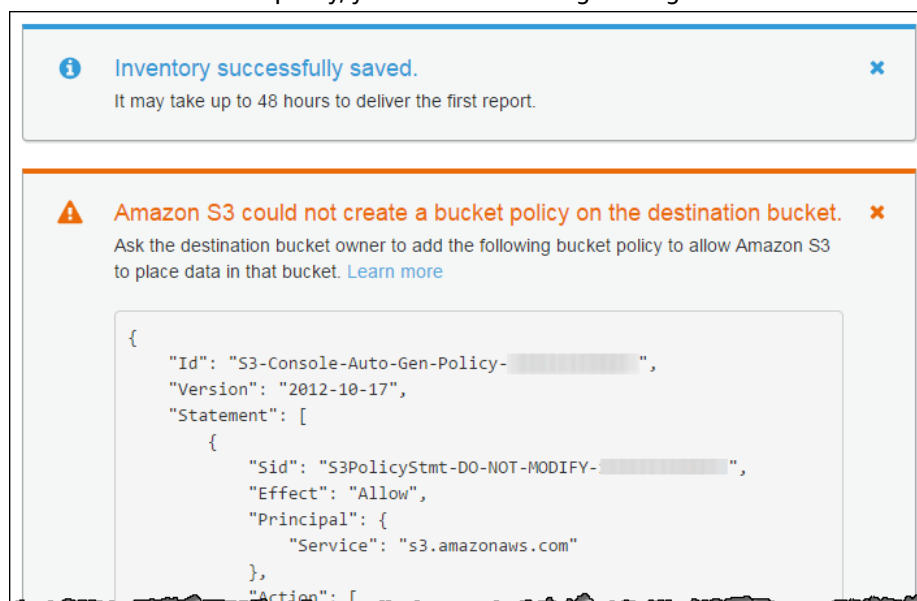 Inventory successfully saved.
It may take up to 48 hours to deliver the first report.
Amazon S3 could not create a bucket policy on the destination bucket.
Ask the destination bucket owner to add the following bucket policy to allow Amazon S3
to place data in that bucket. Learn more
{
"Id": "S3-Console-Auto-Gen-Policy- ",
"Version": "2012-10-17",
"Statement": [
{
"Sid": "S3PolicyStmt-DO-NOT-MODIFY- ",
"Effect": "Allow",
"Principal": {
"Service": "s3.amazonaws.com"
},
"Action": [